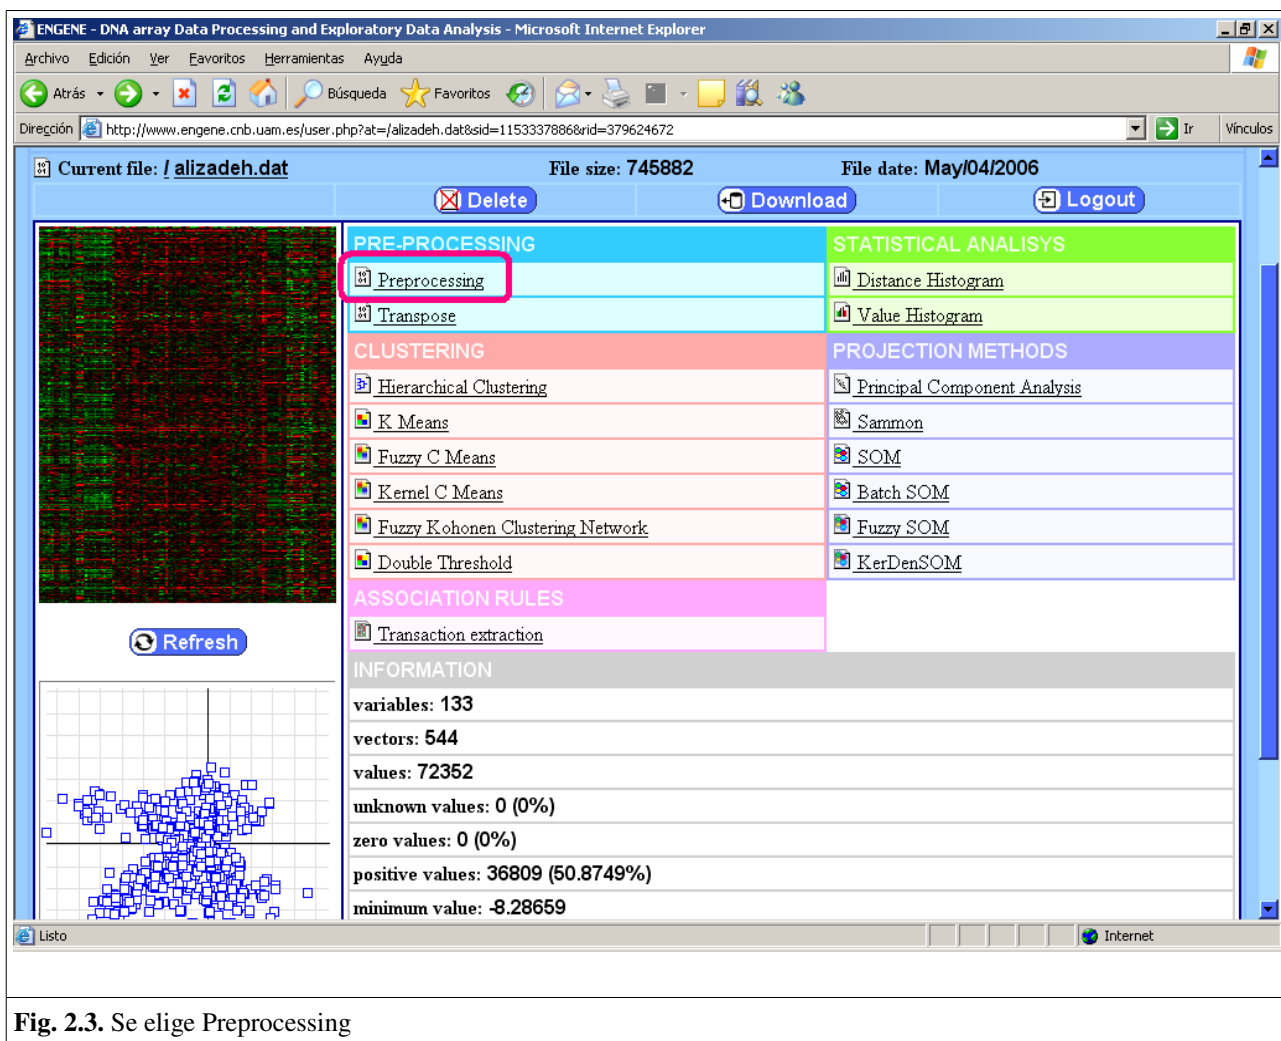 ENGENE - DNA array Data Processing and Exploratory Data Analysis - Microsoft Internet Explorer
Archivo Edición Ver Favoritos Herramientas Ayuda
Atrás Búsqueda Favoritos
Dirección http://www.engene.cnb.uam.es/user.php?at=/alizadeh.dat&sid=1153337886&rid=379624672 Ir Vínculos
Current file: / alizadeh.dat File size: 745882 File date: May/04/2006
Delete Download Logout
PRE-PROCESSING
Preprocessing
Transpose
STATISTICAL ANALISYS
Distance Histogram
Value Histogram
CLUSTERING
Hierarchical Clustering
K Means
Fuzzy C Means
Kernel C Means
Fuzzy Kohonen Clustering Network
Double Threshold
PROJECTION METHODS
Principal Component Analysis
Sammon
SOM
Batch SOM
Fuzzy SOM
KerDenSOM
ASSOCIATION RULES
Transaction extraction
Refresh
INFORMATION
variables: 133
vectors: 544
values: 72352
unknown values: 0 (0%)
zero values: 0 (0%)
positive values: 36809 (50.8749%)
minimum value: -8.28659
Listo Internet
Fig. 2.3. Se elige Preprocessing